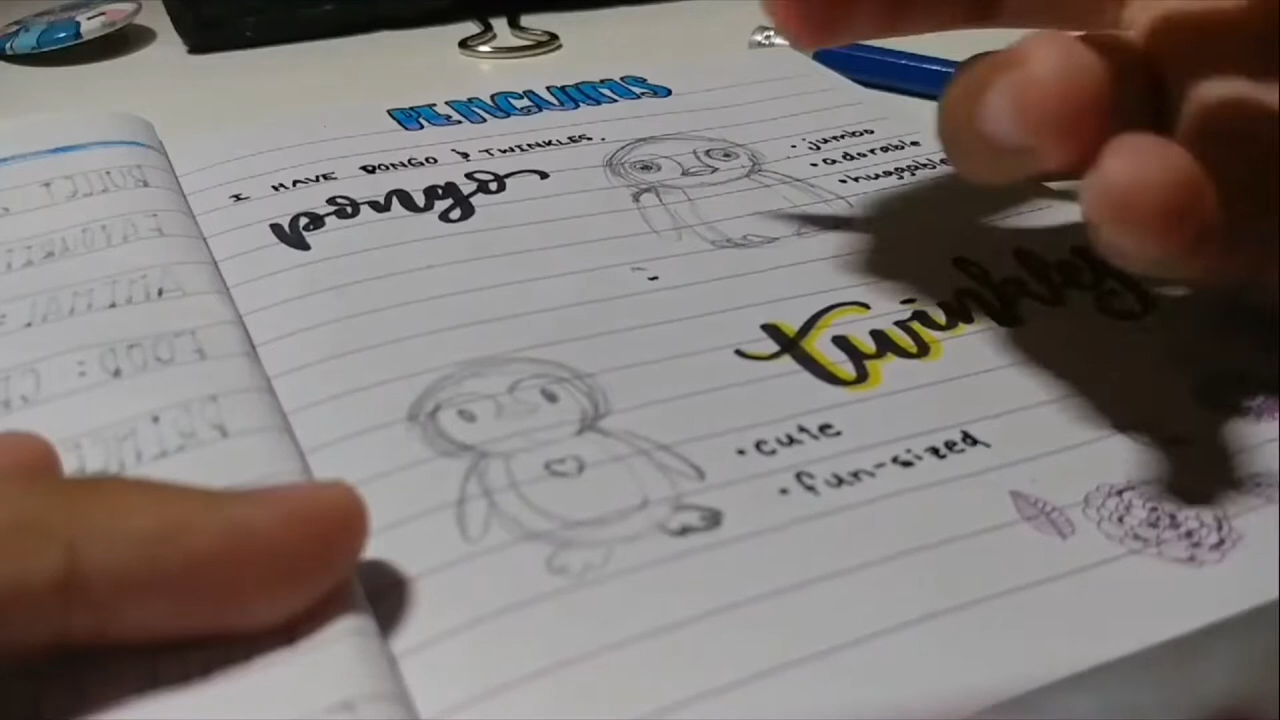 PENGUINS
I HAVE PONGO & TWINKLES.
pongo
• jumbo
• adorable
• huggable
twinkles
• cute
• fun-sized